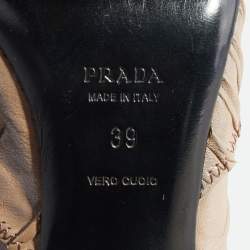 PRADA
MADE IN ITALY
39
VERO CUOIO